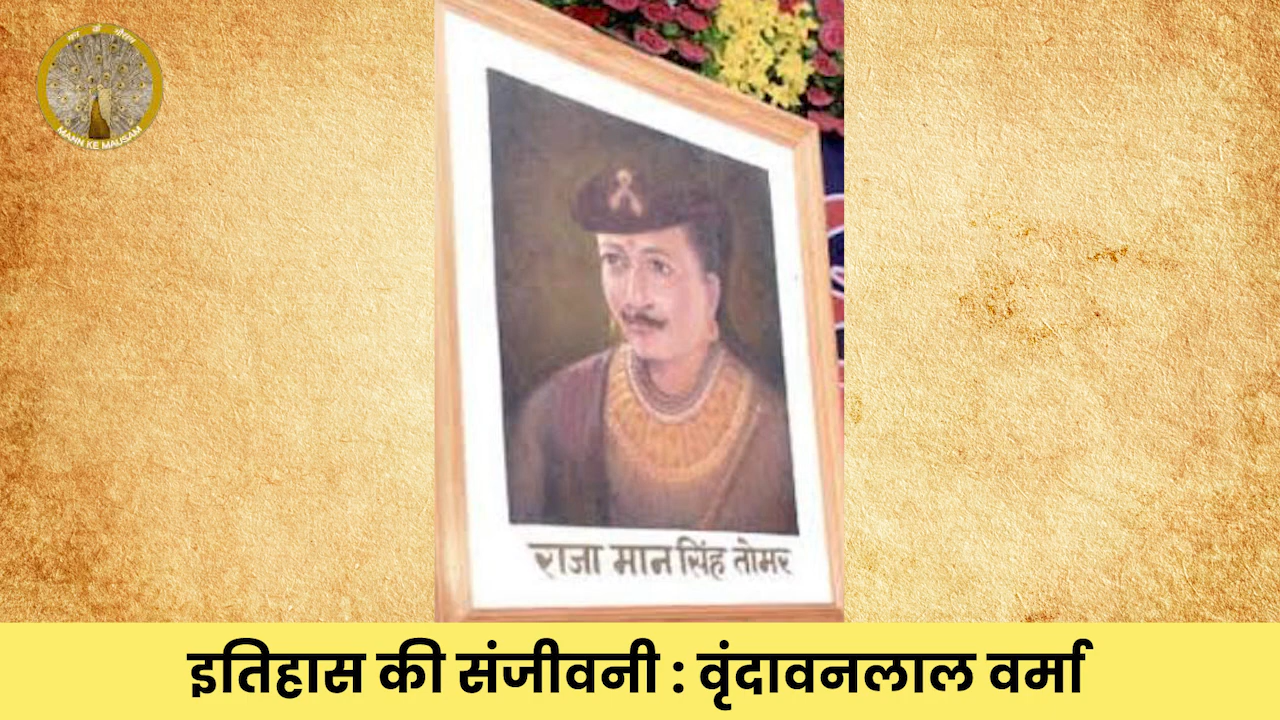 MANN KE MAUSAM
राजा मान सिंह तोमर
इतिहास की संजीवनी : वृंदावनलाल वर्मा